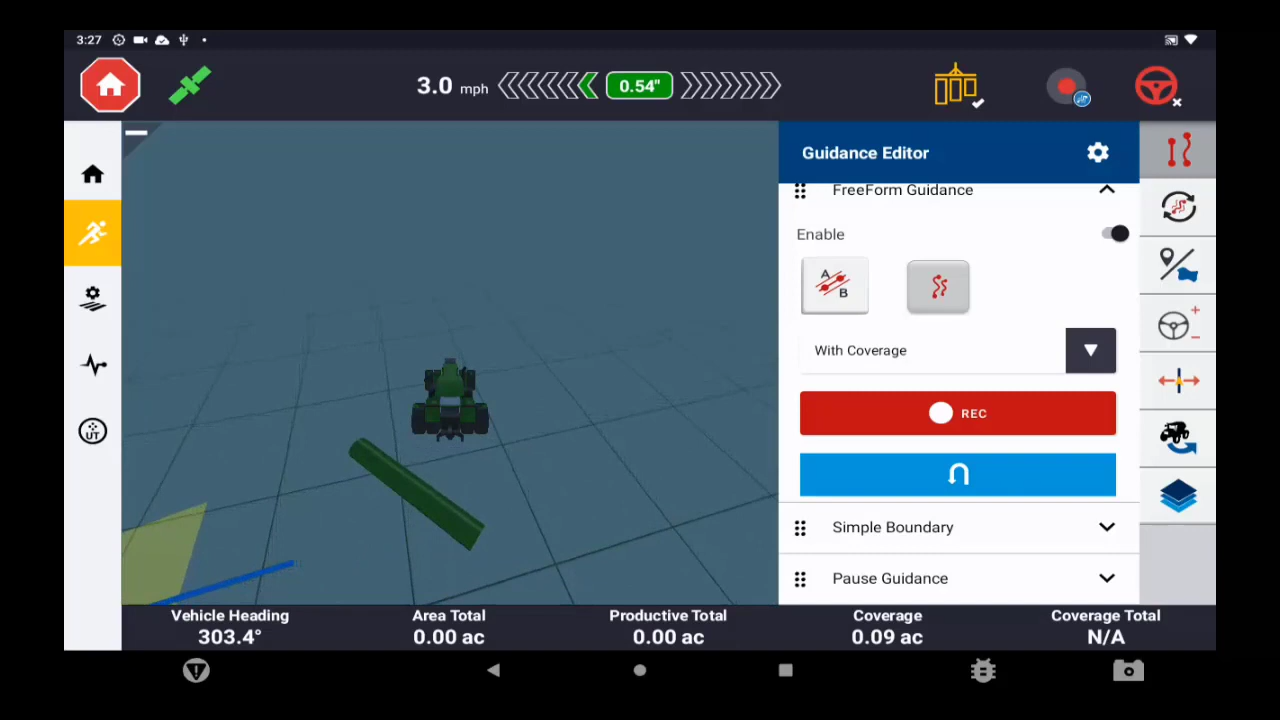 3:27
3.0 mph
0.54"
Guidance Editor
FreeForm Guidance
Enable
A
B
With Coverage
REC
UT
Simple Boundary
Pause Guidance
Vehicle Heading
303.4°
Area Total
0.00 ac
Productive Total
0.00 ac
Coverage
0.09 ac
Coverage Total
N/A